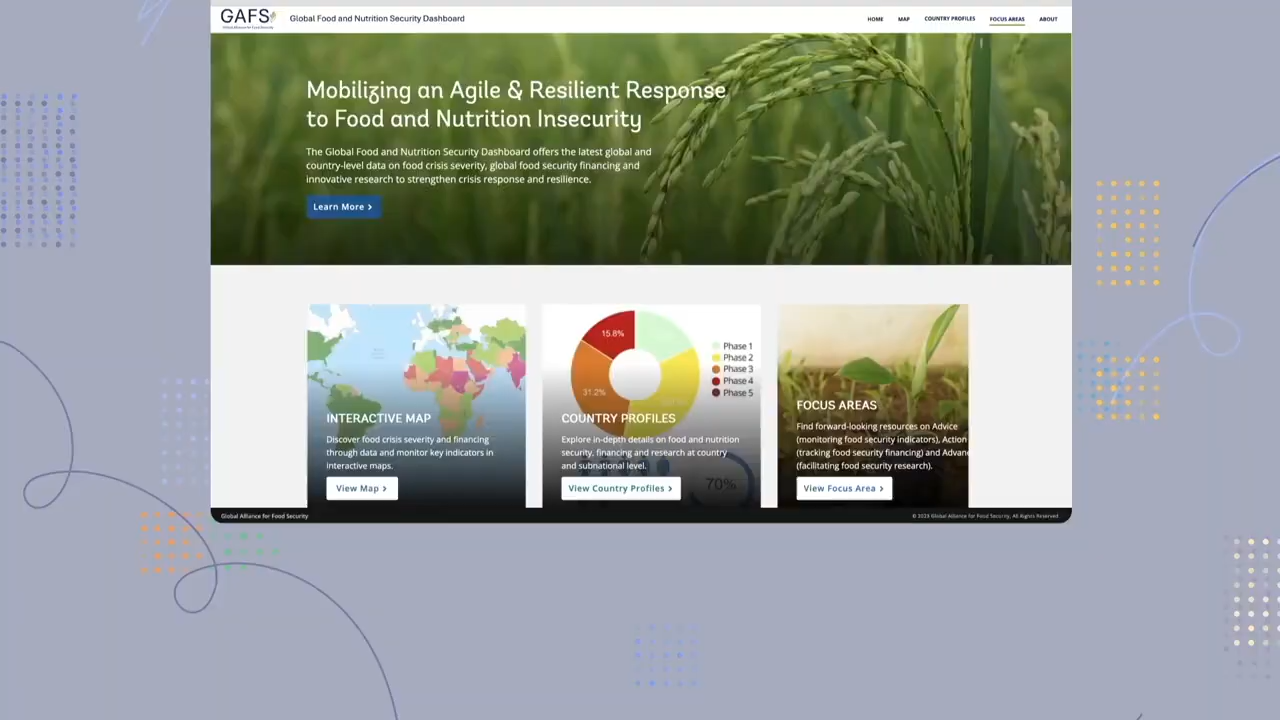 GAFS
Global Food and Nutrition Security Dashboard
HOME MAP COUNTRY PROFILES FOCUS AREAS ABOUT
Global Alliance for Food Security
Mobilizing an Agile & Resilient Response
to Food and Nutrition Insecurity
The Global Food and Nutrition Security Dashboard offers the latest global and
country-level data on food crisis severity, global food security financing and
innovative research to strengthen crisis response and resilience.
Learn More >
INTERACTIVE MAP
Discover food crisis severity and financing
through data and monitor key indicators in
interactive maps.
View Map >
15.8%
31.2%
Phase 1
Phase 2
Phase 3
Phase 4
Phase 5
COUNTRY PROFILES
Explore in-depth details on food and nutrition
security, financing and research at country
and subnational level.
70%
View Country Profiles >
FOCUS AREAS
Find forward-looking resources on Advice
(monitoring food security indicators), Action
(tracking food security financing) and Advan
(facilitating food security research).
View Focus Area >
Global Alliance for Food Security
© 2023 Global Alliance for Food Security, All Rights Reserved